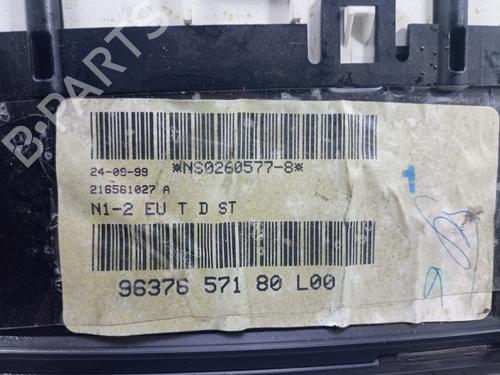 B-PARTS
24-09-99 *NS0260577-8*
216561027 A
N1-2 EU T D ST
96376 571 80 L00
1